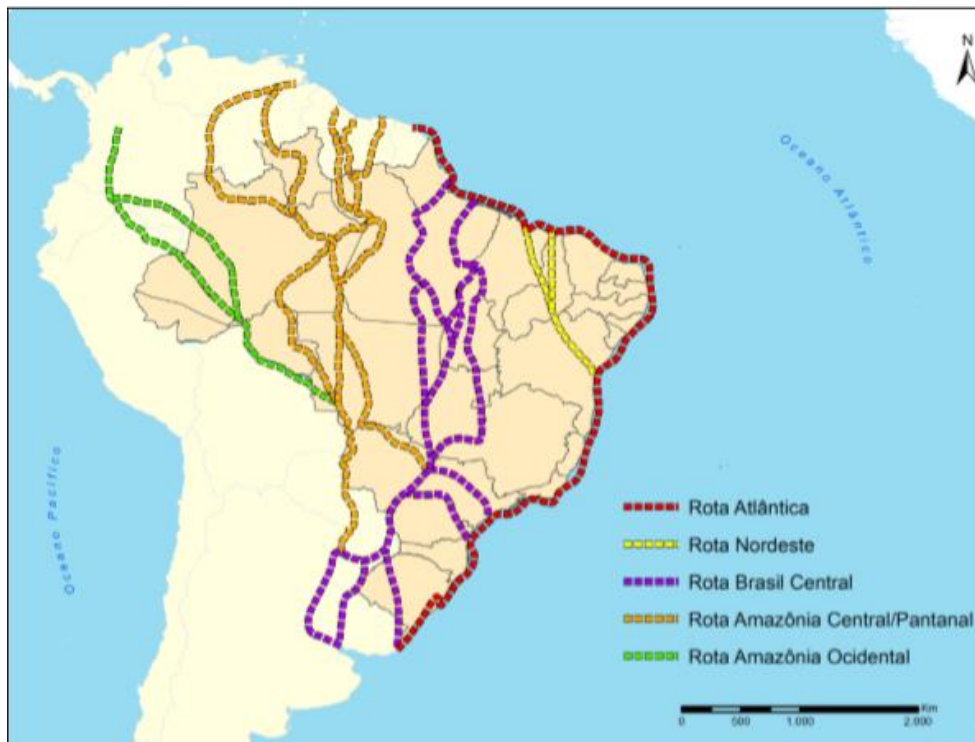 N
Oceano Atlântico
Oceano Pacífico
Rota Atlântica
Rota Nordeste
Rota Brasil Central
Rota Amazônia Central/Pantanal
Rota Amazônia Ocidental
Km
0 500 1.000 2.000